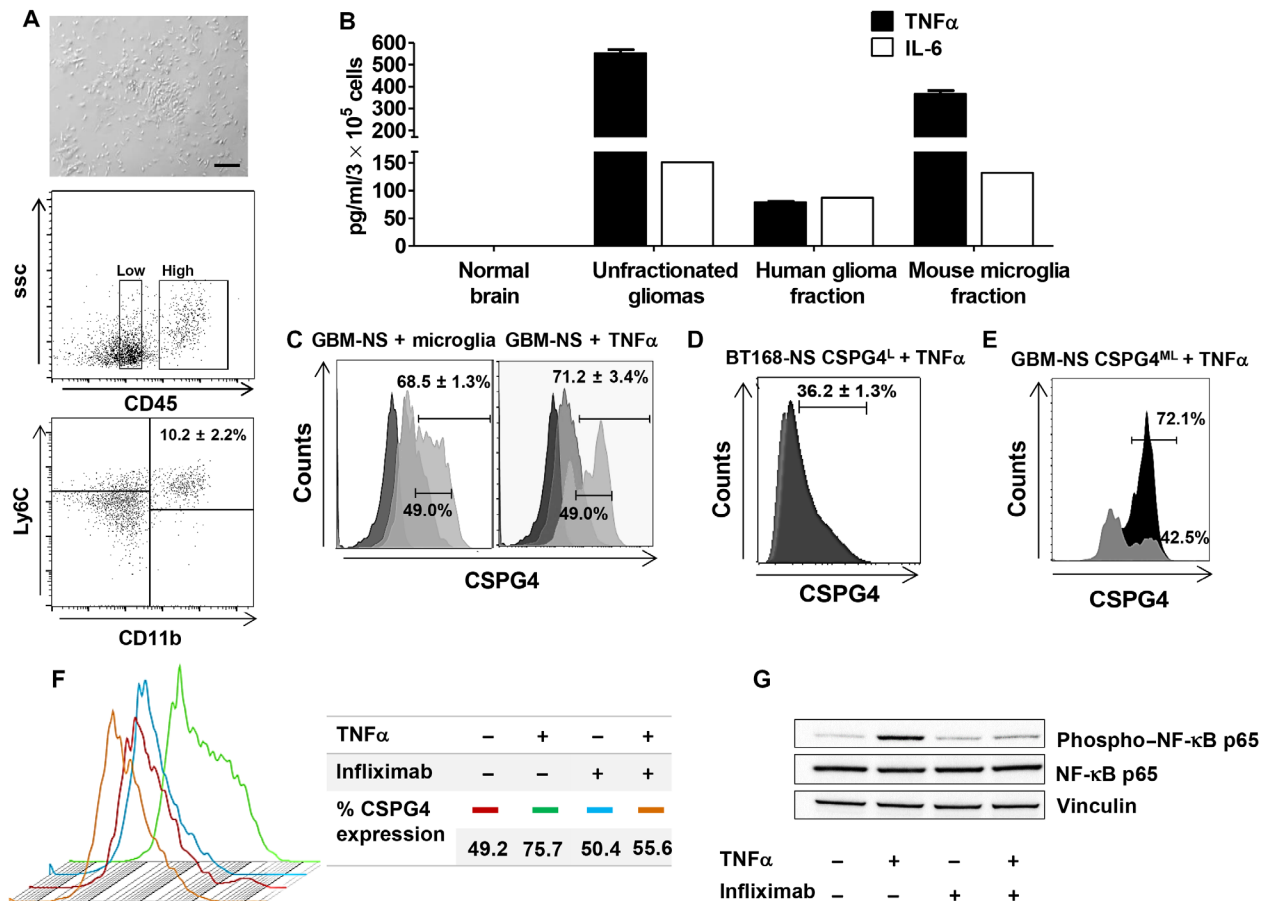 A
Low
High
ssc
CD45
10.2 ± 2.2%
Ly6C
CD11b
B
TNFα
IL-6
pg/ml/3 × 10⁵ cells
600
500
400
300
200
150
100
50
0
Normal brain
Unfractionated gliomas
Human glioma fraction
Mouse microglia fraction
C
GBM-NS + microglia
GBM-NS + TNFα
68.5 ± 1.3%
71.2 ± 3.4%
49.0%
49.0%
Counts
CSPG4
D
BT168-NS CSPG4ᴸ + TNFα
36.2 ± 1.3%
Counts
CSPG4
E
GBM-NS CSPG4ᴹᴸ + TNFα
72.1%
42.5%
Counts
CSPG4
F
TNFα – + – +
Infliximab – – + +
% CSPG4 expression
49.2 75.7 50.4 55.6
G
Phospho–NF-κB p65
NF-κB p65
Vinculin
TNFα – + – +
Infliximab – – + +